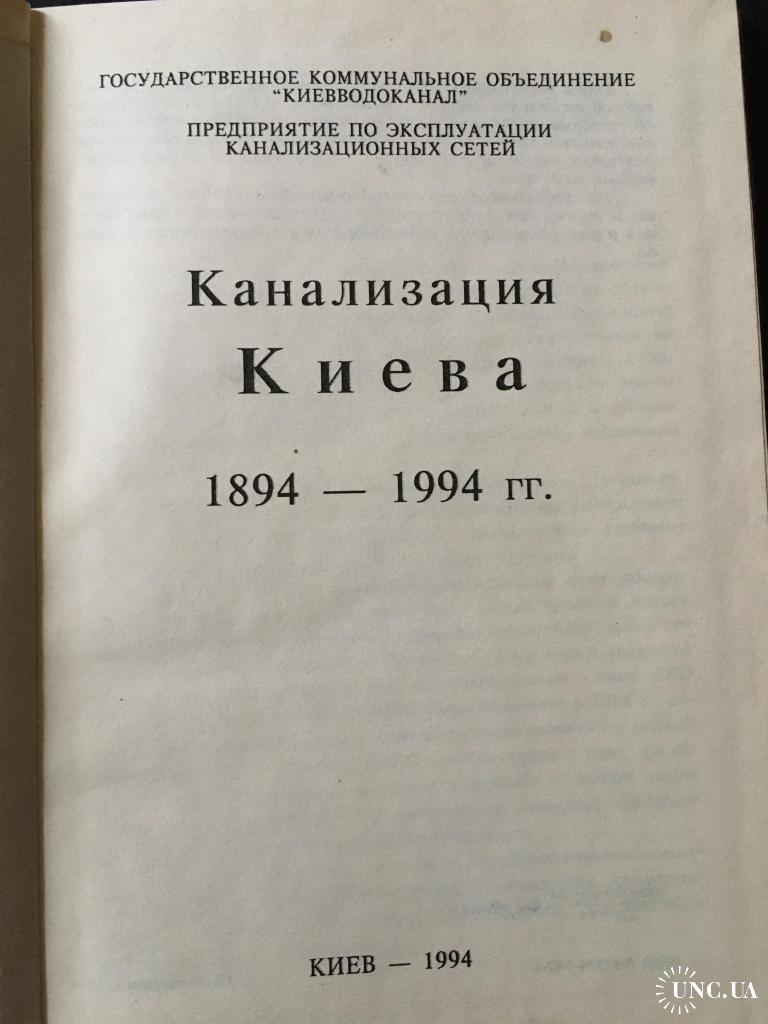 ГОСУДАРСТВЕННОЕ КОММУНАЛЬНОЕ ОБЪЕДИНЕНИЕ
“КИЕВВОДОКАНАЛ”
ПРЕДПРИЯТИЕ ПО ЭКСПЛУАТАЦИИ
КАНАЛИЗАЦИОННЫХ СЕТЕЙ
Канализация
Киева
1894 — 1994 гг.
КИЕВ — 1994
UNC.UA